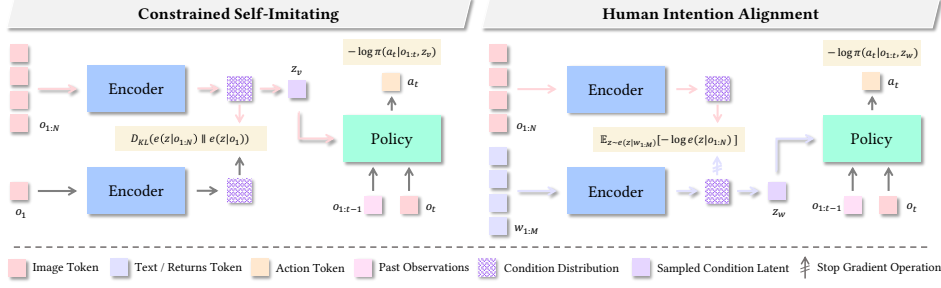 Constrained Self-Imitating
Human Intention Alignment
− log π(a_t|o_{1:t}, z_v)
− log π(a_t|o_{1:t}, z_w)
z_v
a_t
a_t
Encoder
Encoder
o_{1:N}
Policy
o_{1:N}
Policy
D_{KL}(e(z|o_{1:N}) ∥ e(z|o_1))
𝔼_{z~e(z|w_{1:M})}[− log e(z|o_{1:N}) ]
Encoder
Encoder
o_1
o_{1:t−1}
o_t
z_w
o_{1:t−1}
o_t
w_{1:M}
Image Token
Text / Returns Token
Action Token
Past Observations
Condition Distribution
Sampled Condition Latent
Stop Gradient Operation